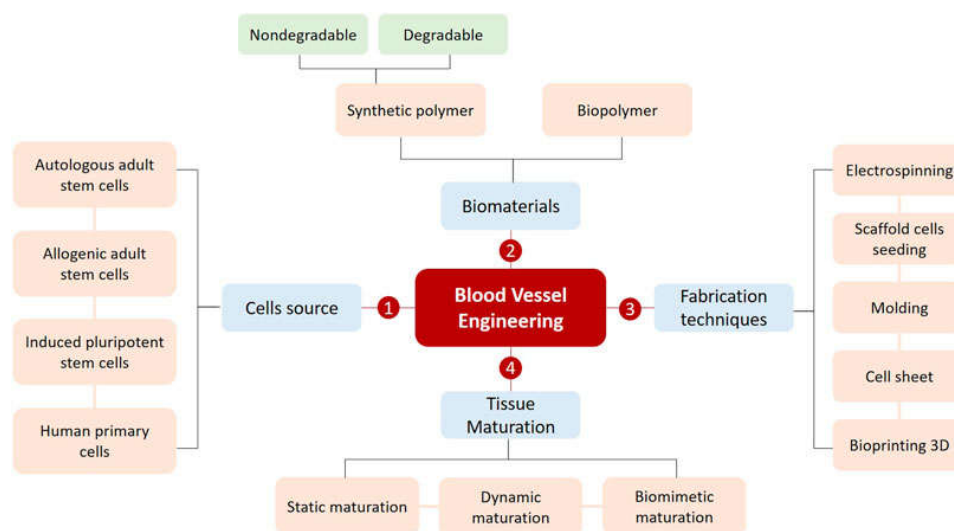 Nondegradable
Degradable
Synthetic polymer
Biopolymer
Autologous adult
stem cells
Electrospinning
Biomaterials
2
Scaffold cells
seeding
Allogenic adult
stem cells
Cells source
1
Blood Vessel
Engineering
3
Fabrication
techniques
Molding
Induced pluripotent
stem cells
4
Cell sheet
Tissue
Maturation
Human primary
cells
Bioprinting 3D
Static maturation
Dynamic
maturation
Biomimetic
maturation